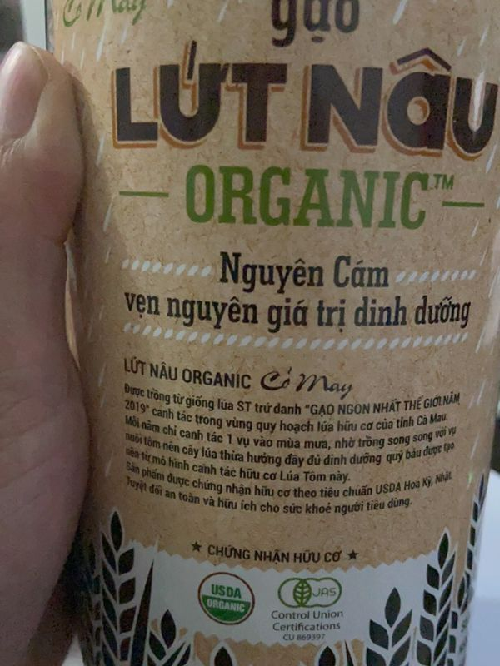 Cỏ May
gạo
LỨT NÂU
ORGANIC™
Nguyên Cám
vẹn nguyên giá trị dinh dưỡng
LỨT NÂU ORGANIC Cỏ May
Được trồng từ giống lúa ST trứ danh "GẠO NGON NHẤT THẾ GIỚI NĂM
2019" canh tác trong vùng quy hoạch lúa hữu cơ của tỉnh Cà Mau.
Mỗi năm chỉ canh tác 1 vụ vào mùa mưa, nhờ trồng song song với vụ
nuôi tôm nên cây lúa thừa hưởng đầy đủ dinh dưỡng quý báu được tạo
nên từ mô hình canh tác hữu cơ Lúa Tôm này.
Sản phẩm được chứng nhận hữu cơ theo tiêu chuẩn USDA Hoa Kỳ, Nhật.
Tuyệt đối an toàn và hữu ích cho sức khoẻ người tiêu dùng.
★ CHỨNG NHẬN HỮU CƠ ★
USDA
ORGANIC
JAS
Control Union
Certifications
CU 869397